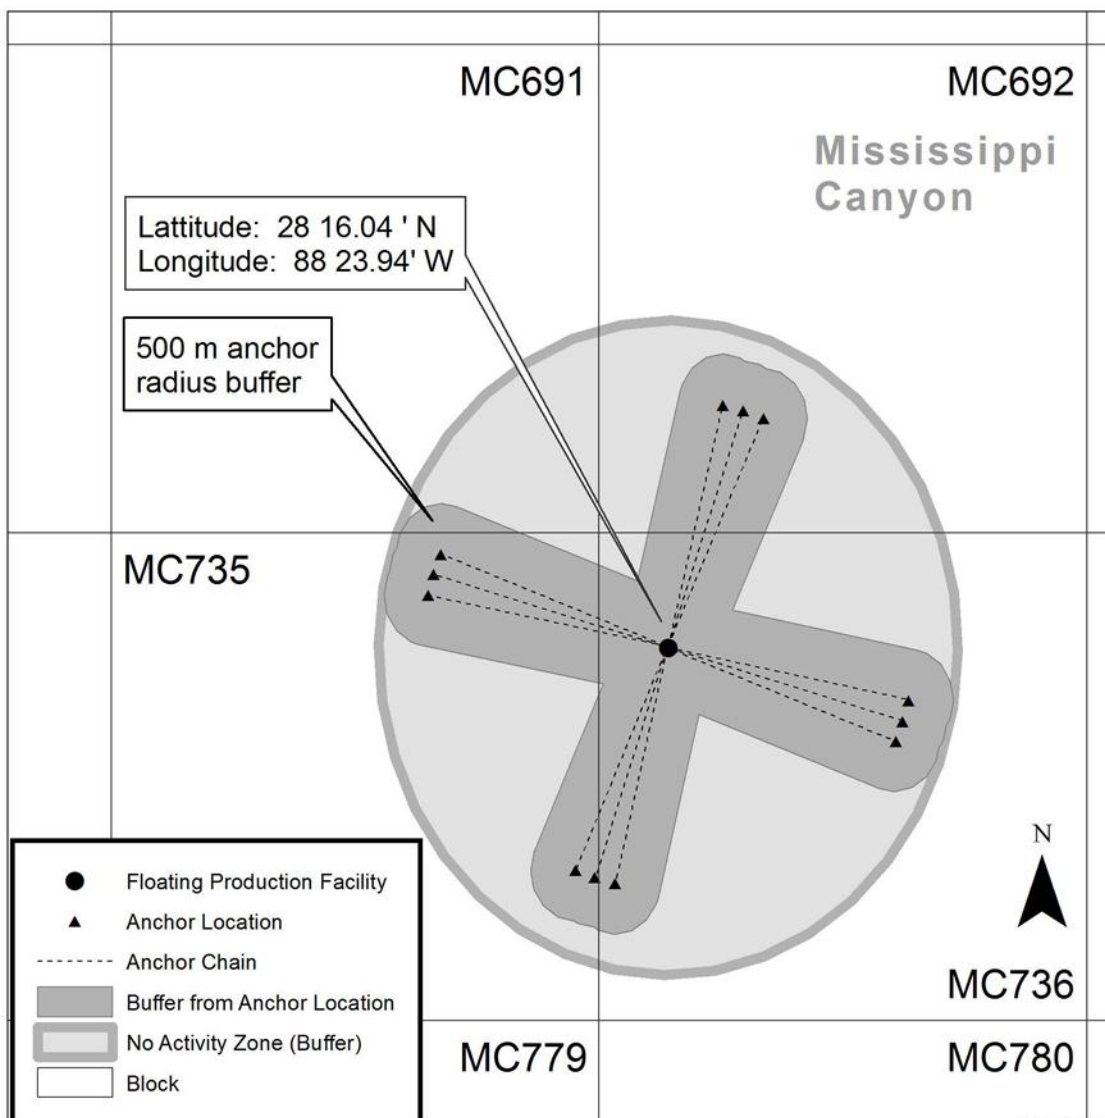 MC691
MC692
Mississippi
Canyon
Lattitude: 28 16.04 ' N
Longitude: 88 23.94' W
500 m anchor
radius buffer
MC735
N
Floating Production Facility
Anchor Location
Anchor Chain
Buffer from Anchor Location
No Activity Zone (Buffer)
Block
MC736
MC779
MC780